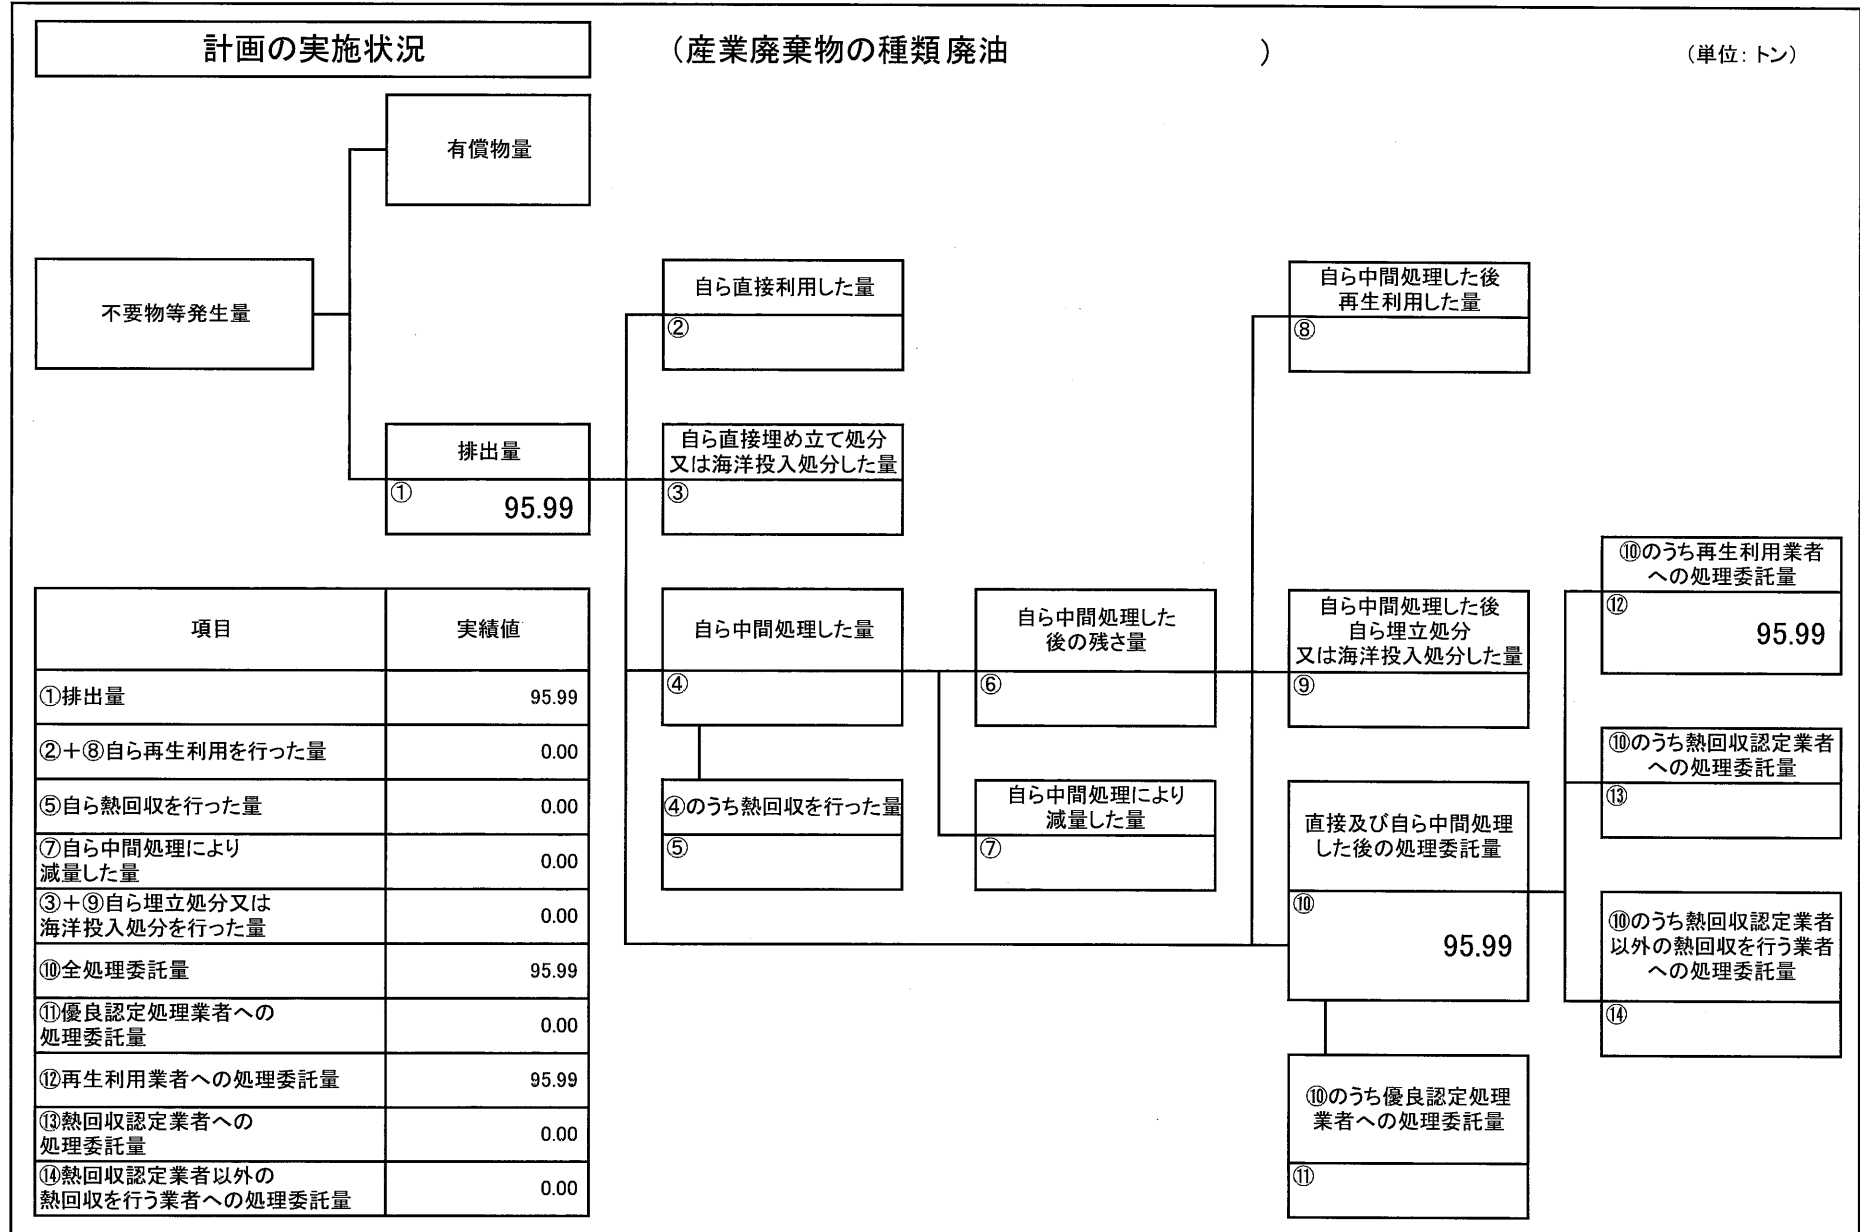 計画の実施状況
（産業廃棄物の種類 廃油　　　　　　　　　）
（単位：トン）
有償物量
不要物等発生量
自ら直接利用した量
②
自ら中間処理した後
再生利用した量
⑧
排出量
①
95.99
自ら直接埋め立て処分
又は海洋投入処分した量
③
⑩のうち再生利用業者
への処理委託量
⑫
95.99
自ら中間処理した量
④
自ら中間処理した
後の残さ量
⑥
自ら中間処理した後
自ら埋立処分
又は海洋投入処分した量
⑨
⑩のうち熱回収認定業者
への処理委託量
⑬
④のうち熱回収を行った量
⑤
自ら中間処理により
減量した量
⑦
直接及び自ら中間処理
した後の処理委託量
⑩
95.99
⑩のうち熱回収認定業者
以外の熱回収を行う業者
への処理委託量
⑭
⑩のうち優良認定処理
業者への処理委託量
⑪
項目 実績値
①排出量 95.99
②＋⑧自ら再生利用を行った量 0.00
⑤自ら熱回収を行った量 0.00
⑦自ら中間処理により
減量した量 0.00
③＋⑨自ら埋立処分又は
海洋投入処分を行った量 0.00
⑩全処理委託量 95.99
⑪優良認定処理業者への
処理委託量 0.00
⑫再生利用業者への処理委託量 95.99
⑬熱回収認定業者への
処理委託量 0.00
⑭熱回収認定業者以外の
熱回収を行う業者への処理委託量 0.00